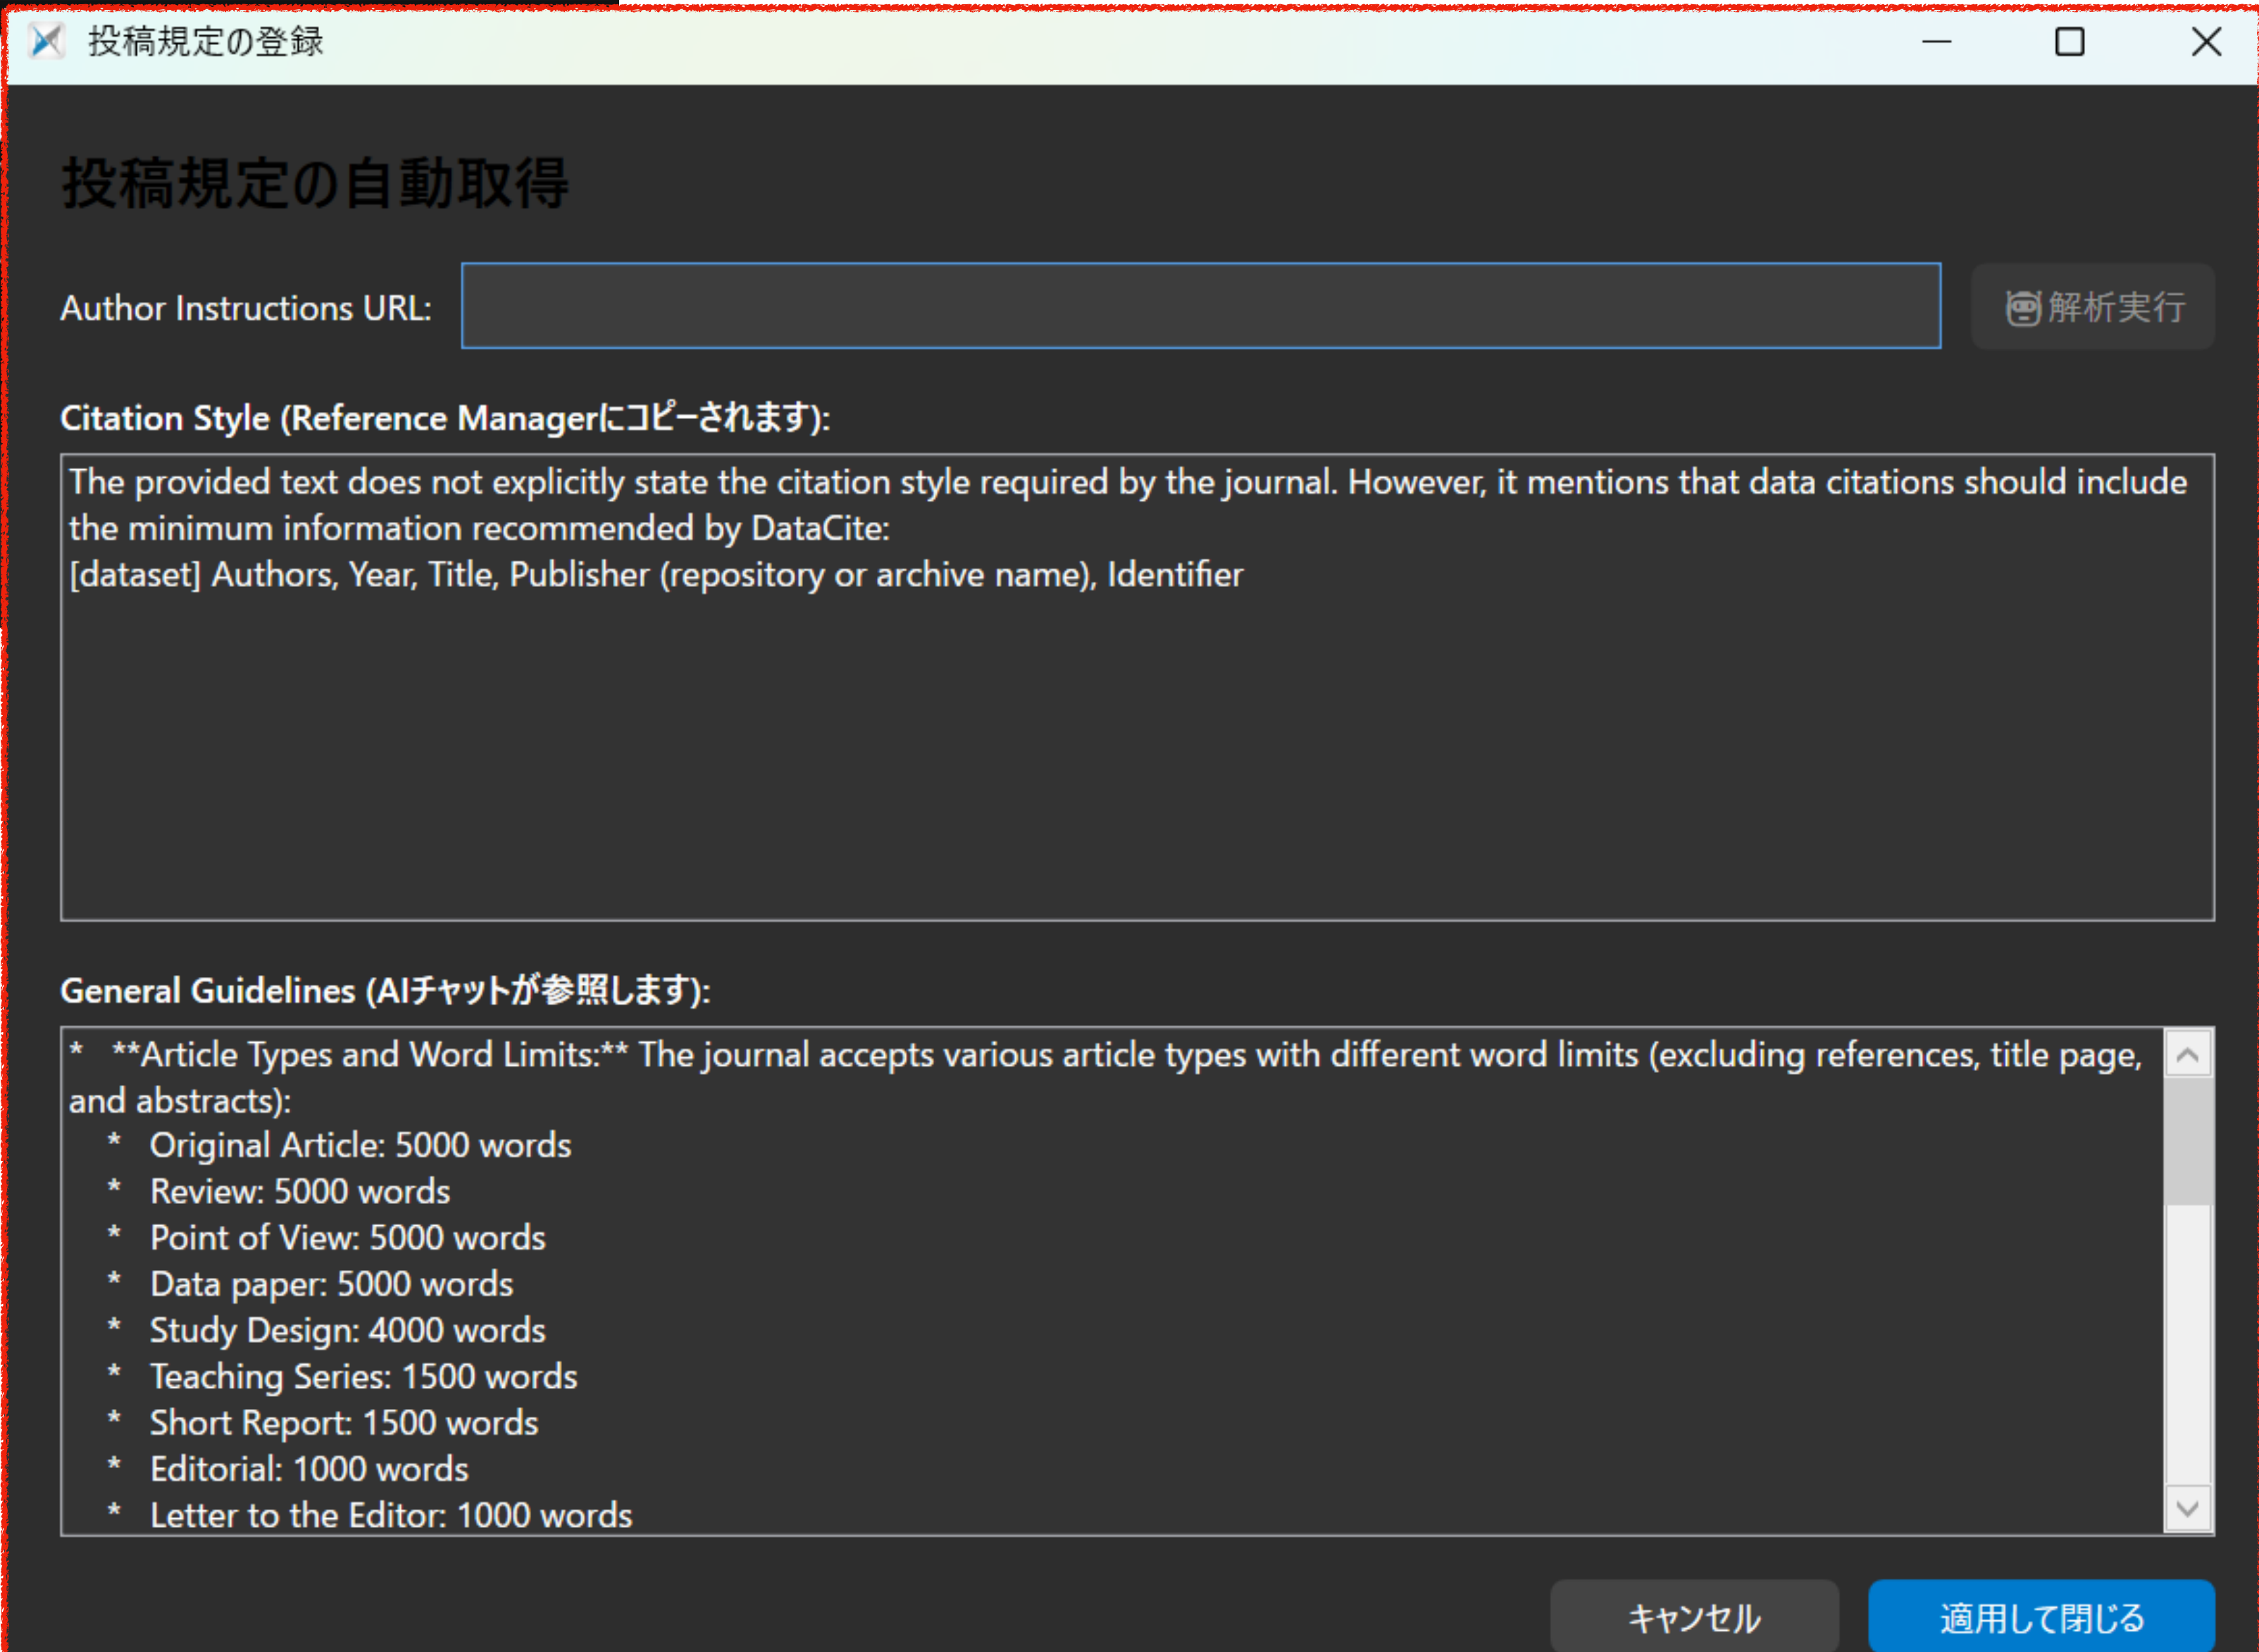 投稿規定の登録
投稿規定の自動取得
Author Instructions URL:
解析実行
Citation Style (Reference Managerにコピーされます):
The provided text does not explicitly state the citation style required by the journal. However, it mentions that data citations should include
the minimum information recommended by DataCite:
[dataset] Authors, Year, Title, Publisher (repository or archive name), Identifier
General Guidelines (AIチャットが参照します):
*   **Article Types and Word Limits:** The journal accepts various article types with different word limits (excluding references, title page,
and abstracts):
*   Original Article: 5000 words
*   Review: 5000 words
*   Point of View: 5000 words
*   Data paper: 5000 words
*   Study Design: 4000 words
*   Teaching Series: 1500 words
*   Short Report: 1500 words
*   Editorial: 1000 words
*   Letter to the Editor: 1000 words
キャンセル
適用して閉じる